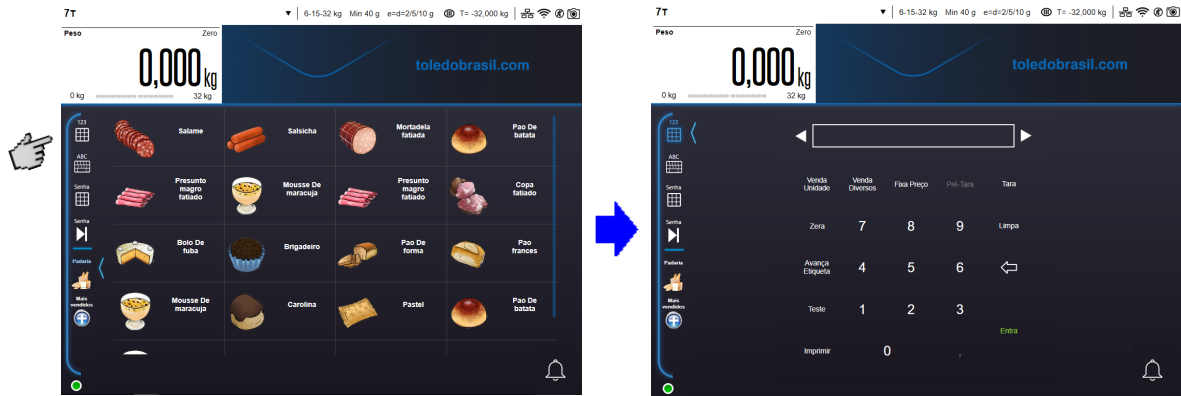 7T
▼ 6-15-32 kg Min 40 g e=d=2/5/10 g T= -32,000 kg
Peso Zero
0,000 kg
0 kg 32 kg
toledobrasil.com
123
ABC
Senha
Senha
Padaria
Mais
vendidos
Salame
Salsicha
Mortadela
fatiada
Pao De
batata
Presunto
magro
fatiado
Mousse De
maracuja
Presunto
magro
fatiado
Copa
fatiada
Bolo De
fuba
Brigadeiro
Pao De
forma
Pao
frances
Mousse De
maracuja
Carolina
Pastel
Pao De
batata
7T
▼ 6-15-32 kg Min 40 g e=d=2/5/10 g T= -32,000 kg
Peso Zero
0,000 kg
0 kg 32 kg
toledobrasil.com
123
ABC
Senha
Senha
Padaria
Mais
vendidos
Venda
Unidade
Venda
Diversos
Fixa Preço
Pré-Tara
Tara
Zera 7 8 9 Limpa
Avança
Etiqueta
4 5 6
Teste 1 2 3
Entra
Imprimir 0 ,